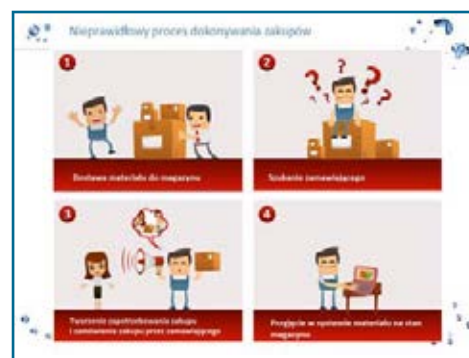 Nieprawidłowy proces dokonywania zakupów
1
2
Dostawa materiału do magazynu
Szukanie zamawiającego
3
4
Tworzenie zapotrzebowania zakupu
i zamówienia zakupu przez zamawiającego
Przyjęcie w systemie materiału na stan
magazynu